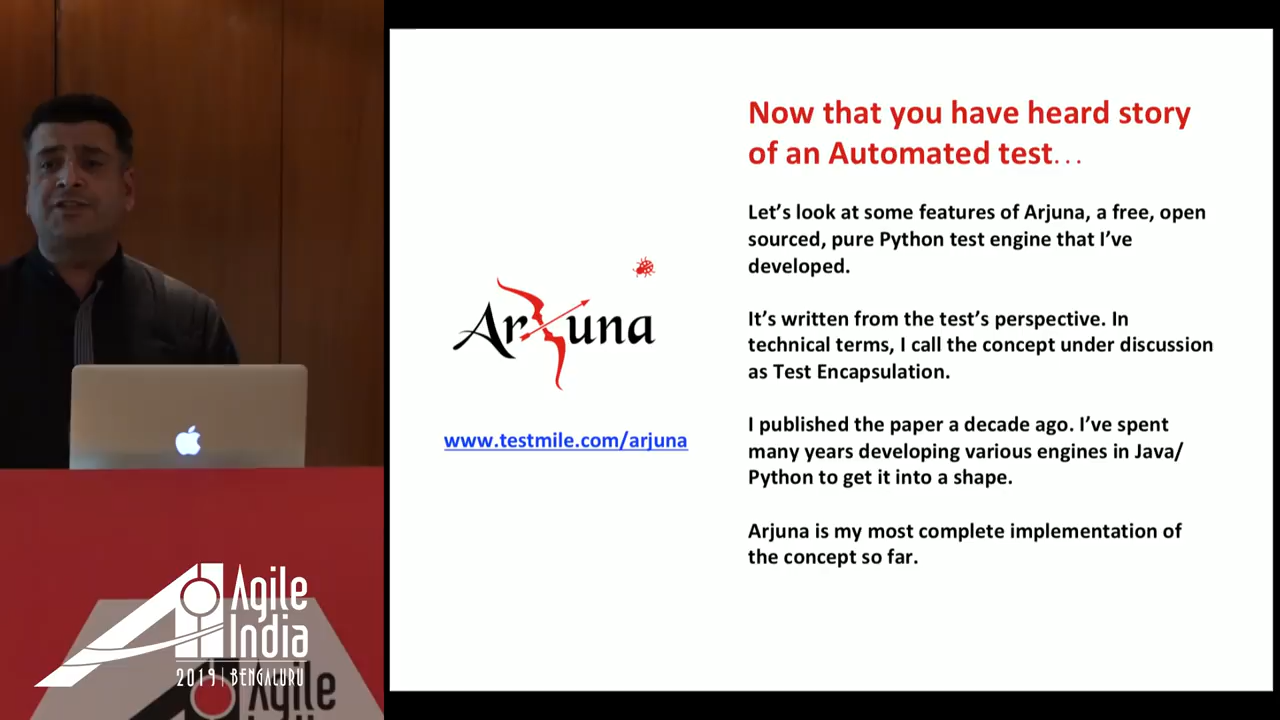 Now that you have heard story
of an Automated test...
Let's look at some features of Arjuna, a free, open
sourced, pure Python test engine that I've
developed.
It's written from the test's perspective. In
technical terms, I call the concept under discussion
as Test Encapsulation.
I published the paper a decade ago. I've spent
many years developing various engines in Java/
Python to get it into a shape.
Arjuna is my most complete implementation of
the concept so far.
Arjuna
www.testmile.com/arjuna
Agile
India
2019 | BENGALURU
Agile